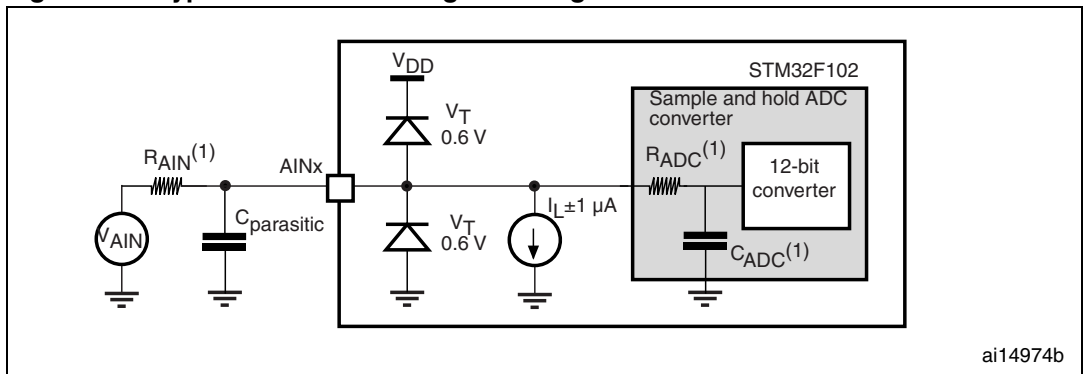 V_DD
STM32F102
Sample and hold ADC
converter
V_T
0.6 V
R_AIN(1)
AINx
R_ADC(1)
12-bit
converter
V_AIN
C_parasitic
V_T
0.6 V
I_L±1 µA
C_ADC(1)
ai14974b